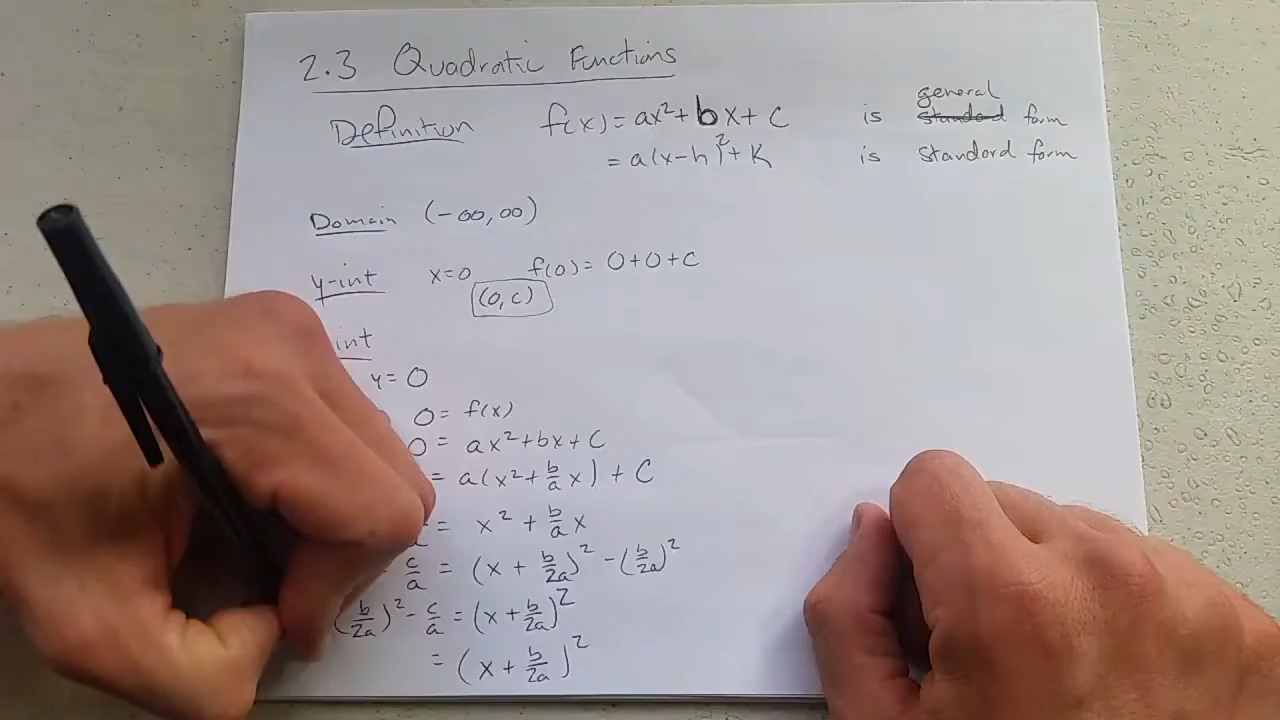 2.3 Quadratic Functions
Definition f(x) = ax² + bx + c is general standard form
= a(x-h)² + k is standard form
Domain (-∞, ∞)
y-int x=0 f(0) = 0+0+c
(0, c)
int
y = 0
0 = f(x)
0 = ax² + bx + c
= a(x² + b/a x) + c
= x² + b/a x
c/a = (x + b/2a)² - (b/2a)²
(b/2a)² - c/a = (x + b/2a)²
= (x + b/2a)²